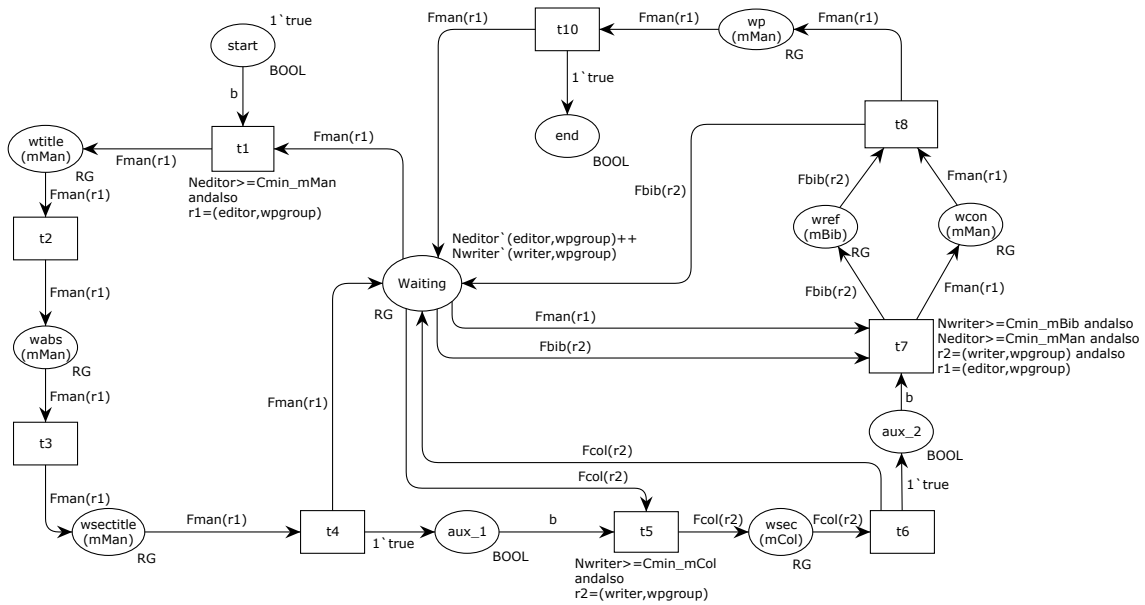 1`true
start
BOOL
b
Fman(r1)
t10
Fman(r1)
wp
(mMan)
RG
Fman(r1)
1`true
end
BOOL
t8
wtitle
(mMan)
RG
Fman(r1)
t1
Fman(r1)
Neditor>=Cmin_mMan
andalso
r1=(editor,wpgroup)
Fbib(r2)
Fbib(r2)
Fman(r1)
Fman(r1)
t2
wref
(mBib)
RG
wcon
(mMan)
RG
Neditor`(editor,wpgroup)++
Nwriter`(writer,wpgroup)
Waiting
RG
Fbib(r2)
Fman(r1)
Fman(r1)
Fman(r1)
Fbib(r2)
t7
Nwriter>=Cmin_mBib andalso
Neditor>=Cmin_mMan andalso
r2=(writer,wpgroup) andalso
r1=(editor,wpgroup)
wabs
(mMan)
RG
Fman(r1)
Fman(r1)
b
aux_2
BOOL
t3
Fcol(r2)
Fcol(r2)
1`true
Fman(r1)
wsectitle
(mMan)
RG
Fman(r1)
t4
1`true
aux_1
BOOL
b
t5
Nwriter>=Cmin_mCol
andalso
r2=(writer,wpgroup)
Fcol(r2)
wsec
(mCol)
RG
Fcol(r2)
t6